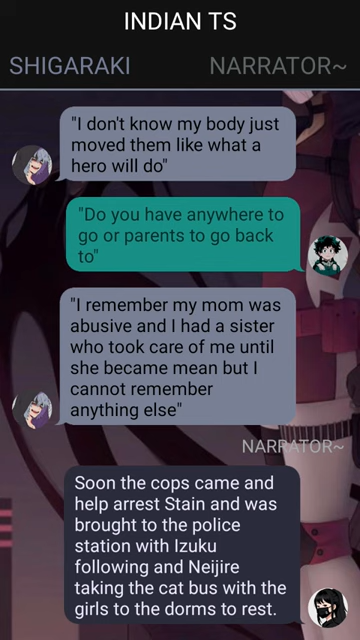 INDIAN TS
SHIGARAKI
NARRATOR~
"I don't know my body just
moved them like what a
hero will do"
"Do you have anywhere to
go or parents to go back
to"
"I remember my mom was
abusive and I had a sister
who took care of me until
she became mean but I
cannot remember
anything else"
NARRATOR~
Soon the cops came and
help arrest Stain and was
brought to the police
station with Izuku
following and Neijire
taking the cat bus with the
girls to the dorms to rest.